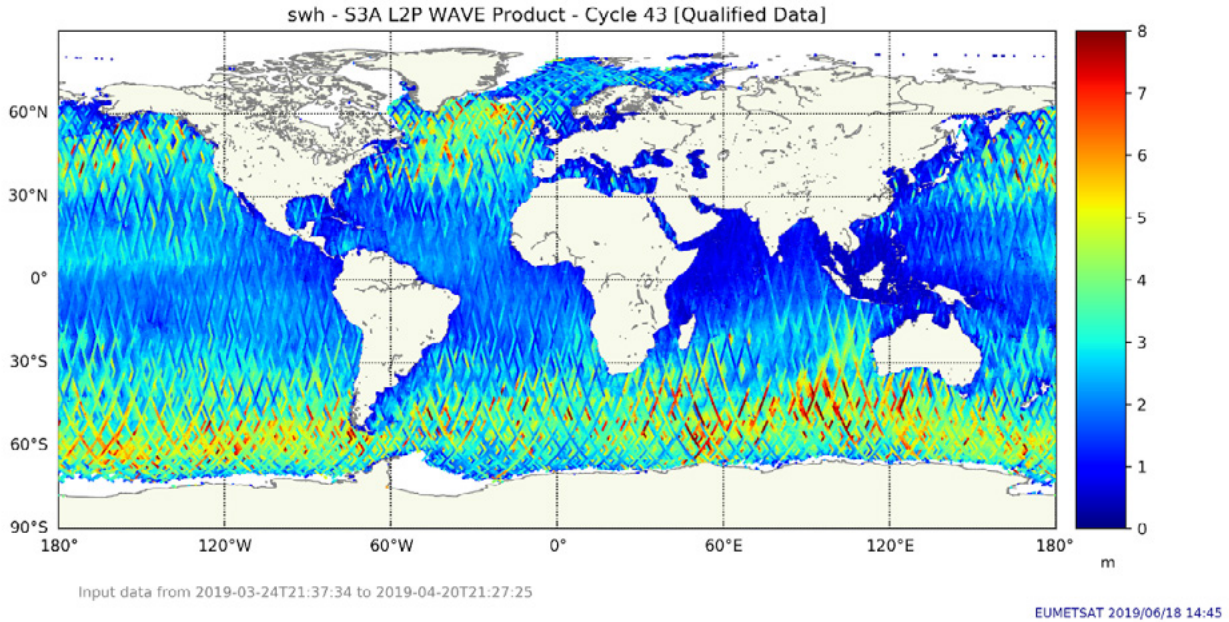 swh - S3A L2P WAVE Product - Cycle 43 [Qualified Data]
60°N
30°N
0°
30°S
60°S
90°S
180°
120°W
60°W
0°
60°E
120°E
180°
8
7
6
5
4
3
2
1
0
m
Input data from 2019-03-24T21:37:34 to 2019-04-20T21:27:25
EUMETSAT 2019/06/18 14:45